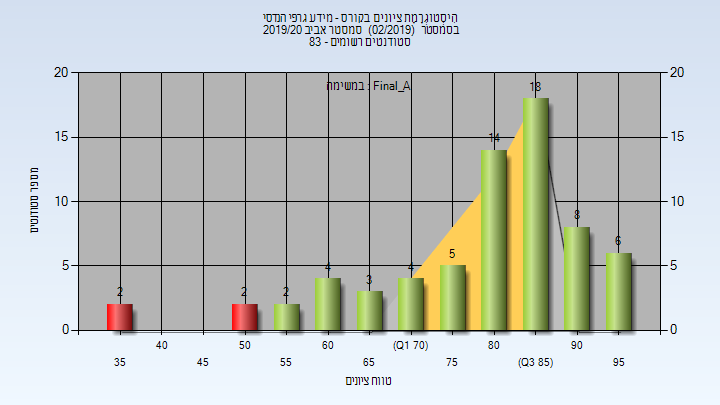 היסטוגרמת ציונים בקורס - מידע גרפי הנדסי
בסמסטר (02/2019) סמסטר אביב 2019/20
סטודנטים רשומים - 83
במשימה : Final_A
20 20
15 15
10 10
5 5
0 0
2 2 2 4 3 4 5 14 18 8 6
מספר סטודנטים
40 50 60 (Q1 70) 80 90
35 45 55 65 75 (Q3 85) 95
טווח ציונים